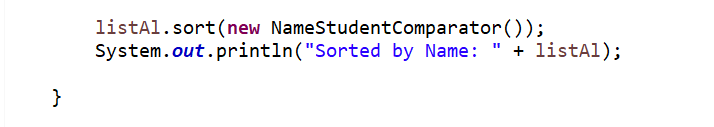 listAl.sort(new NameStudentComparator());
System.out.println("Sorted by Name: " + listAl);
}